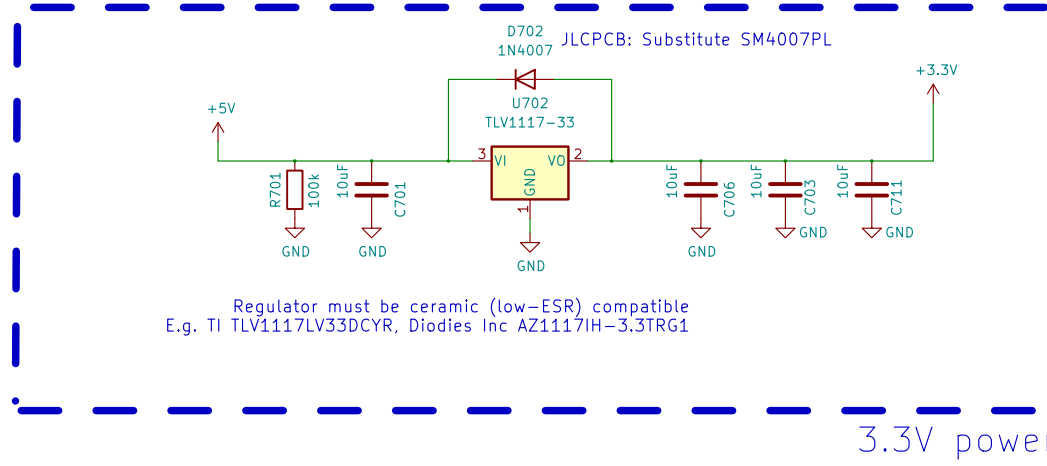 D702
1N4007
JLCPCB: Substitute SM4007PL
+3.3V
+5V
U702
TLV1117-33
3
VI
VO
2
GND
1
R701
100k
10uF
C701
10uF
C706
10uF
C703
10uF
C711
GND
GND
GND
GND
GND
GND
Regulator must be ceramic (low-ESR) compatible
E.g. TI TLV1117LV33DCYR, Diodies Inc AZ1117IH-3.3TRG1
3.3V power